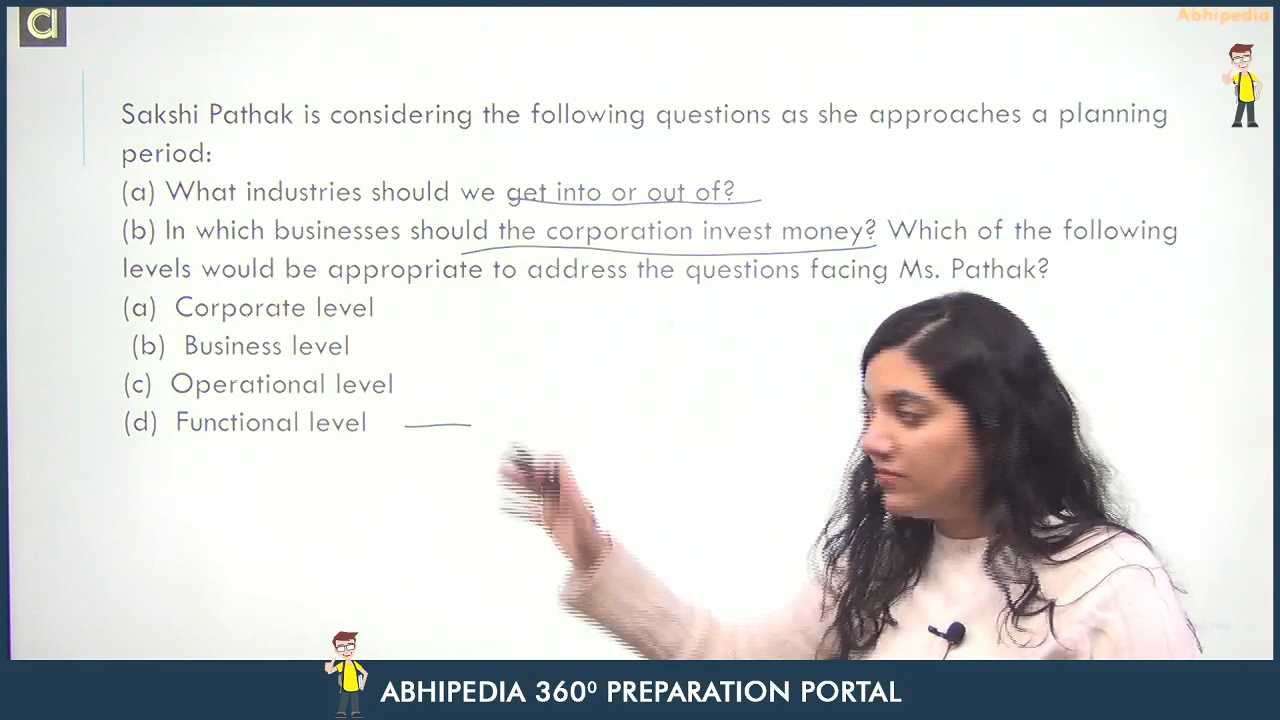 a
Abhipedia
Sakshi Pathak is considering the following questions as she approaches a planning
period:
(a) What industries should we get into or out of?
(b) In which businesses should the corporation invest money? Which of the following
levels would be appropriate to address the questions facing Ms. Pathak?
(a) Corporate level
(b) Business level
(c) Operational level
(d) Functional level
ABHIPEDIA 360⁰ PREPARATION PORTAL